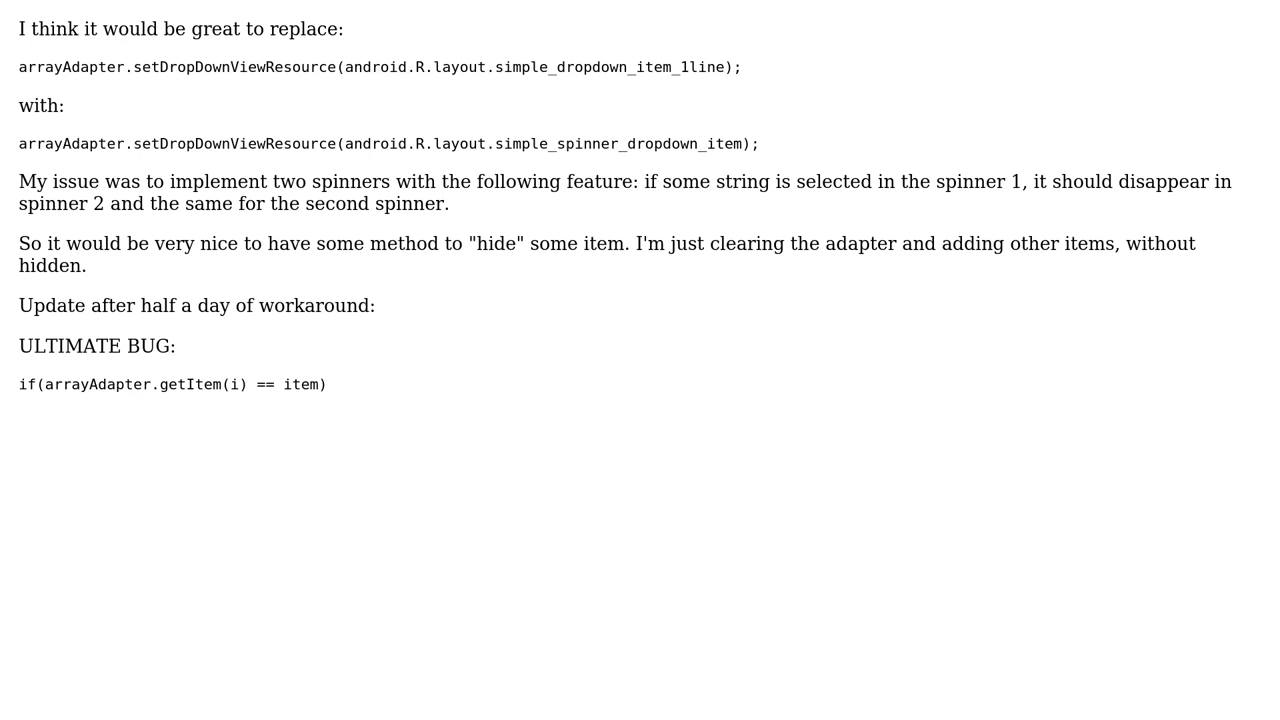 I think it would be great to replace:
arrayAdapter.setDropDownViewResource(android.R.layout.simple_dropdown_item_1line);
with:
arrayAdapter.setDropDownViewResource(android.R.layout.simple_spinner_dropdown_item);
My issue was to implement two spinners with the following feature: if some string is selected in the spinner 1, it should disappear in
spinner 2 and the same for the second spinner.
So it would be very nice to have some method to "hide" some item. I'm just clearing the adapter and adding other items, without
hidden.
Update after half a day of workaround:
ULTIMATE BUG:
if(arrayAdapter.getItem(i) == item)